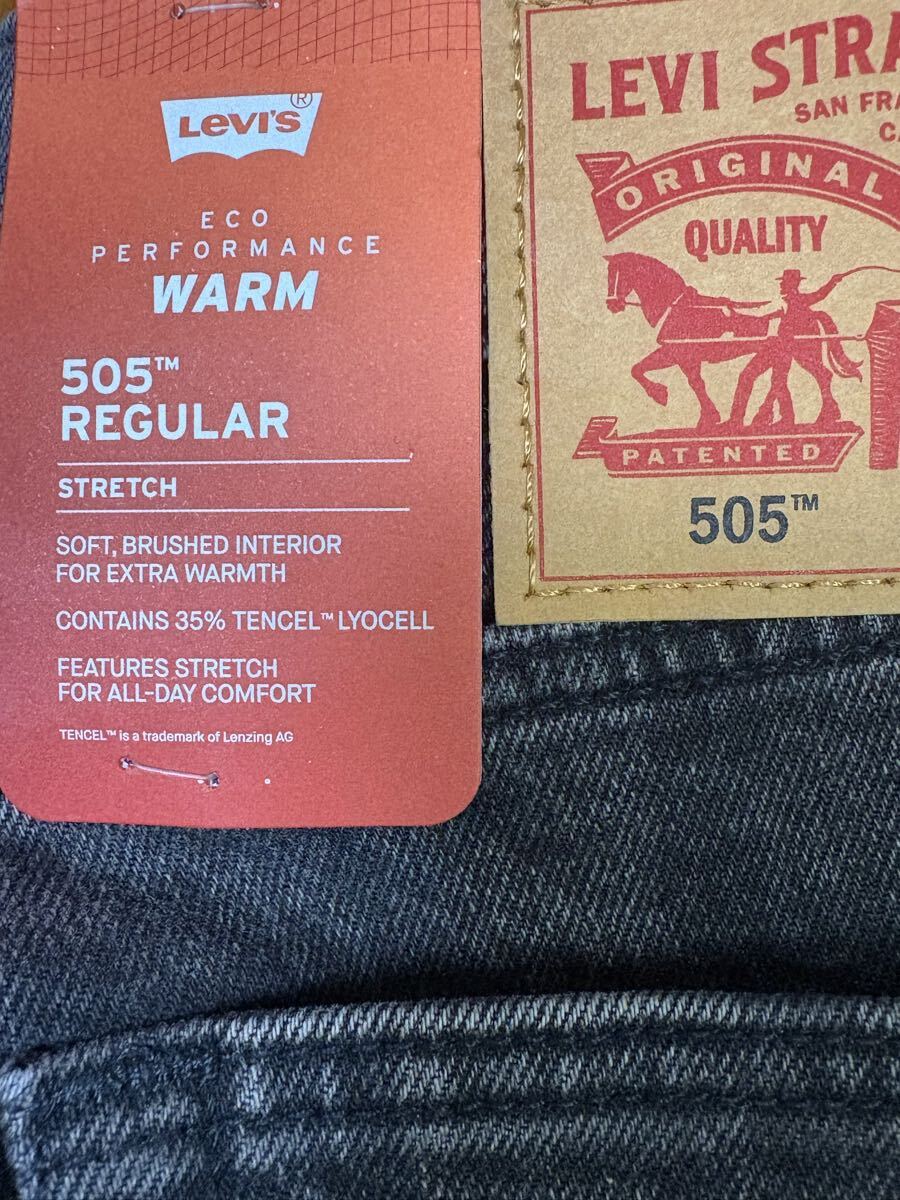 LEVI'S®
ECO
PERFORMANCE
WARM
505™
REGULAR
STRETCH
SOFT, BRUSHED INTERIOR
FOR EXTRA WARMTH
CONTAINS 35% TENCEL™ LYOCELL
FEATURES STRETCH
FOR ALL-DAY COMFORT
TENCEL™ is a trademark of Lenzing AG
LEVI STRA
SAN FRA
CA
ORIGINAL
QUALITY
PATENTED
505™